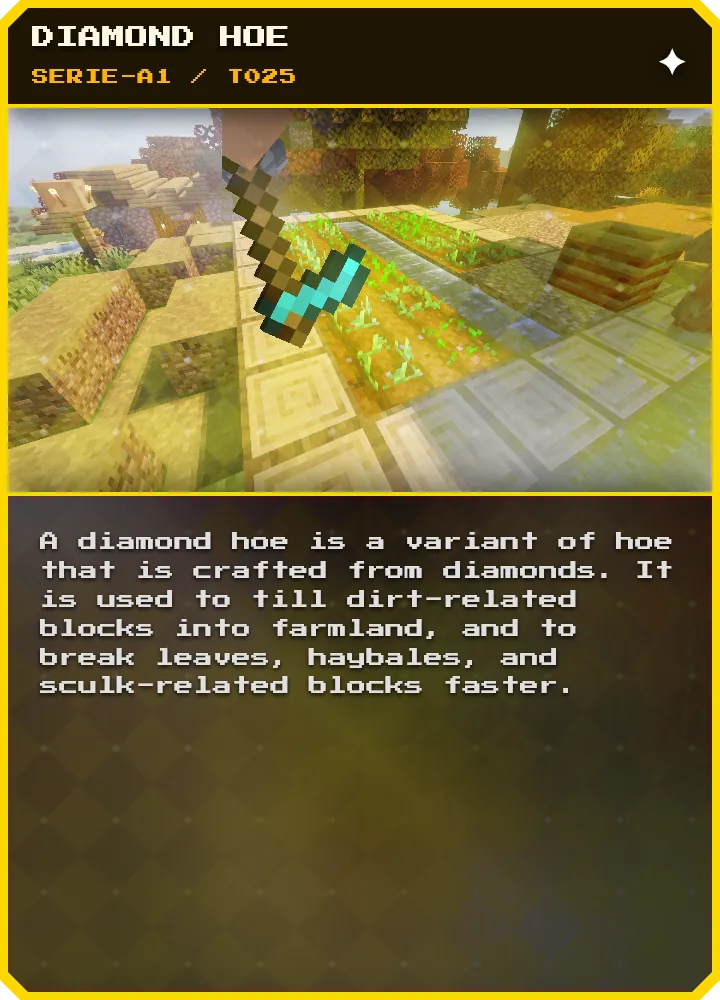 DIAMOND HOE
SERIE-A1 / T025
A diamond hoe is a variant of hoe
that is crafted from diamonds. It
is used to till dirt-related
blocks into farmland, and to
break leaves, haybales, and
sculk-related blocks faster.